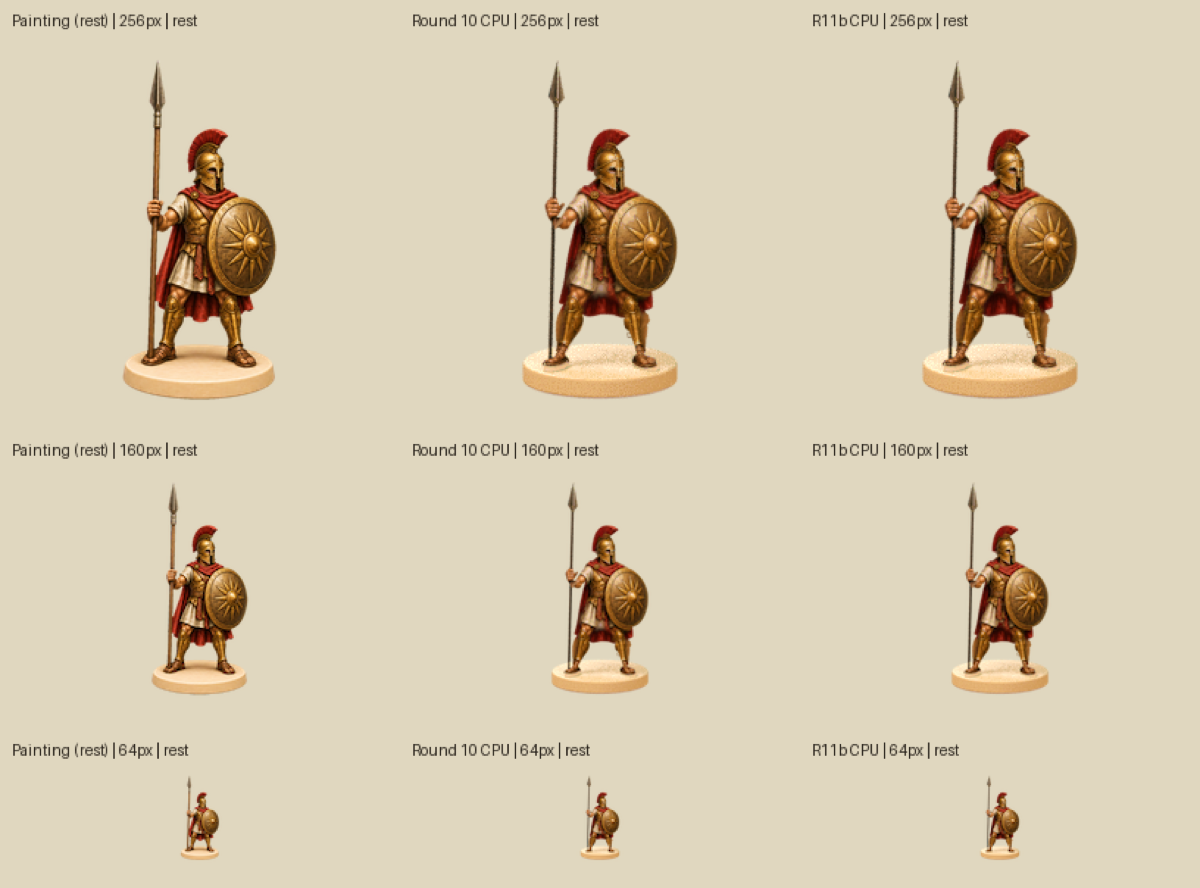 Painting (rest) | 256px | rest
Round 10 CPU | 256px | rest
R11b CPU | 256px | rest
Painting (rest) | 160px | rest
Round 10 CPU | 160px | rest
R11b CPU | 160px | rest
Painting (rest) | 64px | rest
Round 10 CPU | 64px | rest
R11b CPU | 64px | rest